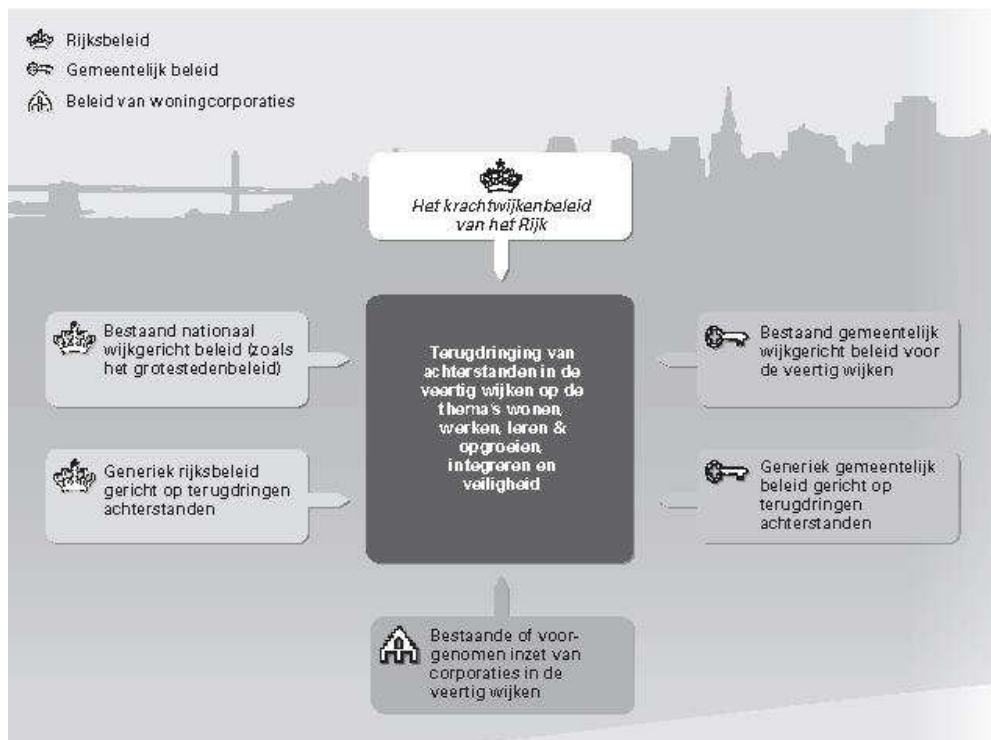 Rijksbeleid
Gemeentelijk beleid
Beleid van woningcorporaties
Het krachtwijkenbeleid
van het Rijk
Bestaand nationaal
wijkgericht beleid (zoals
het grotestedenbeleid)
Generiek rijksbeleid
gericht op terugdringen
achterstanden
Terugdringing van
achterstanden in de
veertig wijken op de
thema's wonen,
werken, leren &
opgroeien,
integreren en
veiligheid
Bestaand gemeentelijk
wijkgericht beleid voor
de veertig wijken
Generiek gemeentelijk
beleid gericht op
terugdringen
achterstanden
Bestaande of voor-
genomen inzet van
corporaties in de
veertig wijken